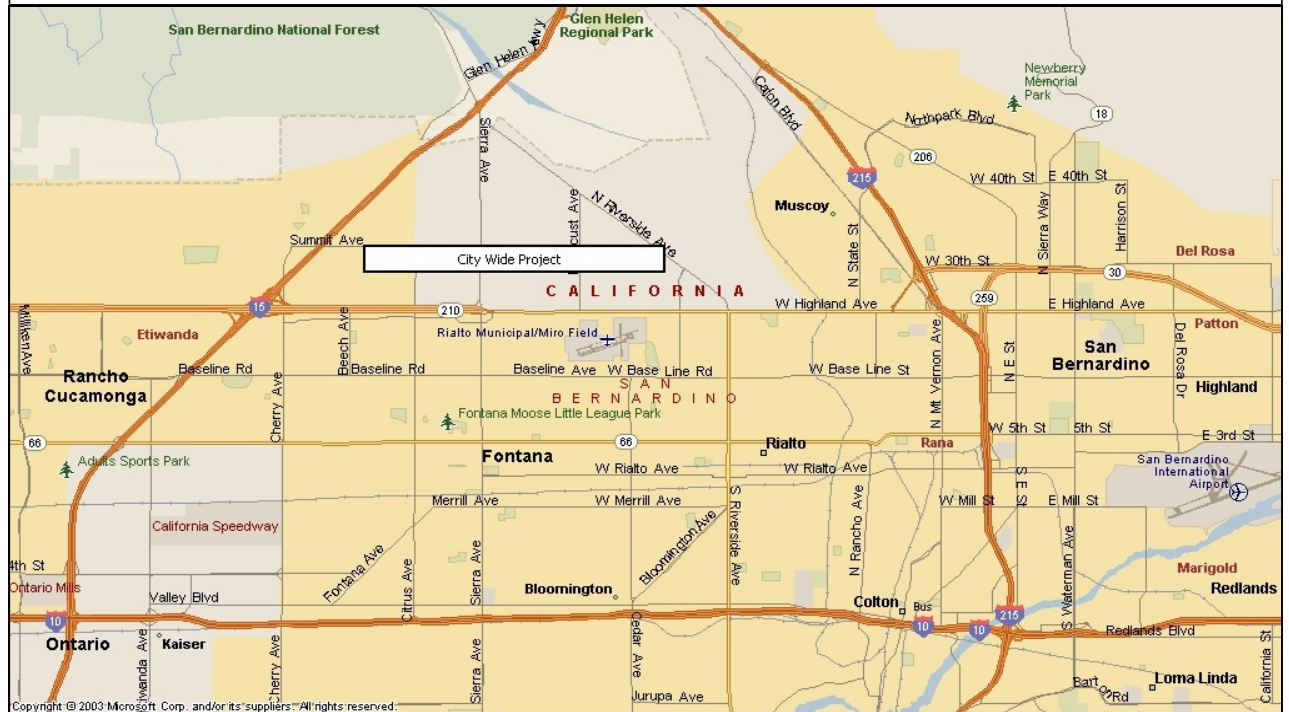 San Bernardino National Forest
Glen Helen
Regional Park
Glen Helen Pkwy
Cajon Blvd
Newberry
Memorial
Park
18
Northpark Blvd
206
Sierra Ave
215
W 40th St
E 40th St
N Riverside Ave
Muscoy
N State St
N Sierra Way
Harrison St
Summit Ave
City Wide Project
W 30th St
Del Rosa
30
CALIFORNIA
15
210
W Highland Ave
259
E Highland Ave
Milliken Ave
Etiwanda
Beech Ave
Rialto Municipal/Miro Field
Patton
N Mt Vernon Ave
N E St
San
Bernardino
Del Rosa Dr
Baseline Rd
Baseline Rd
Baseline Ave
W Base Line Rd
W Base Line St
Rancho
Cucamonga
Cherry Ave
SAN
BERNARDINO
Highland
Fontana Moose Little League Park
W 5th St
5th St
E 3rd St
66
66
Rialto
Rana
Adults Sports Park
Fontana
W Rialto Ave
W Rialto Ave
San Bernardino
International
Airport
Merrill Ave
W Merrill Ave
S Riverside Ave
N Rancho Ave
W Mill St
S E St
E Mill St
California Speedway
Fontana Ave
Bloomington Ave
S Waterman Ave
4th St
Citrus Ave
Sierra Ave
Marigold
Ontario Mills
Valley Blvd
Bloomington
Colton
Bus
Redlands
10
10
10
215
Redlands Blvd
Ontario
Kaiser
Cherry Ave
Sierra Ave
Cedar Ave
California St
Loma Linda
Barton Rd
Jurupa Ave
Copyright © 2003 Microsoft Corp. and/or its suppliers. All rights reserved.